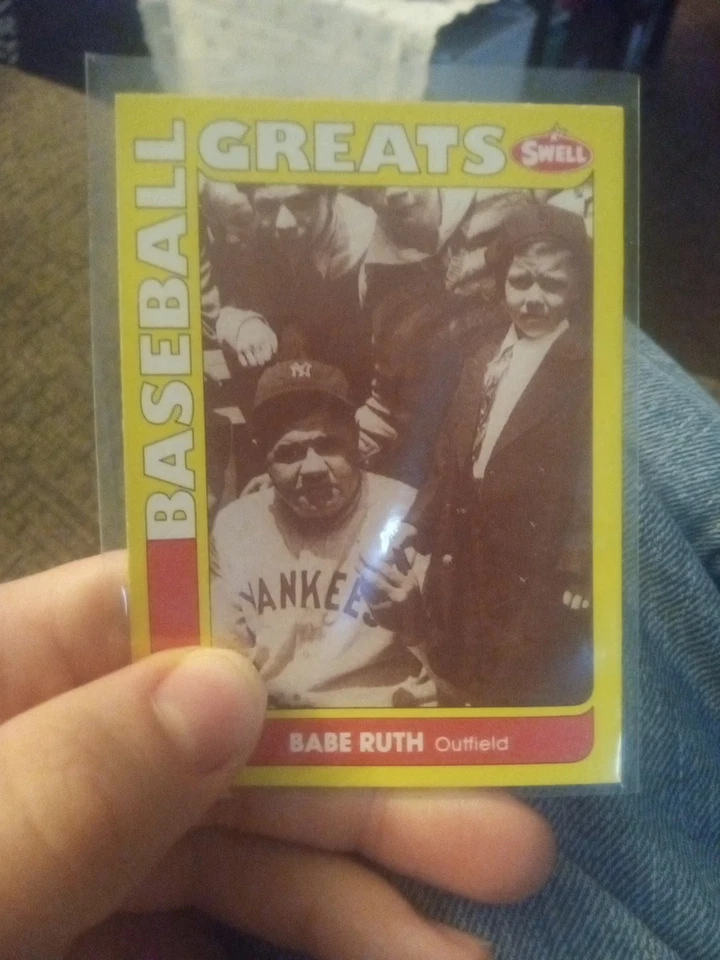 BASEBALL
GREATS
SWELL
NY
YANKEES
BABE RUTH Outfield